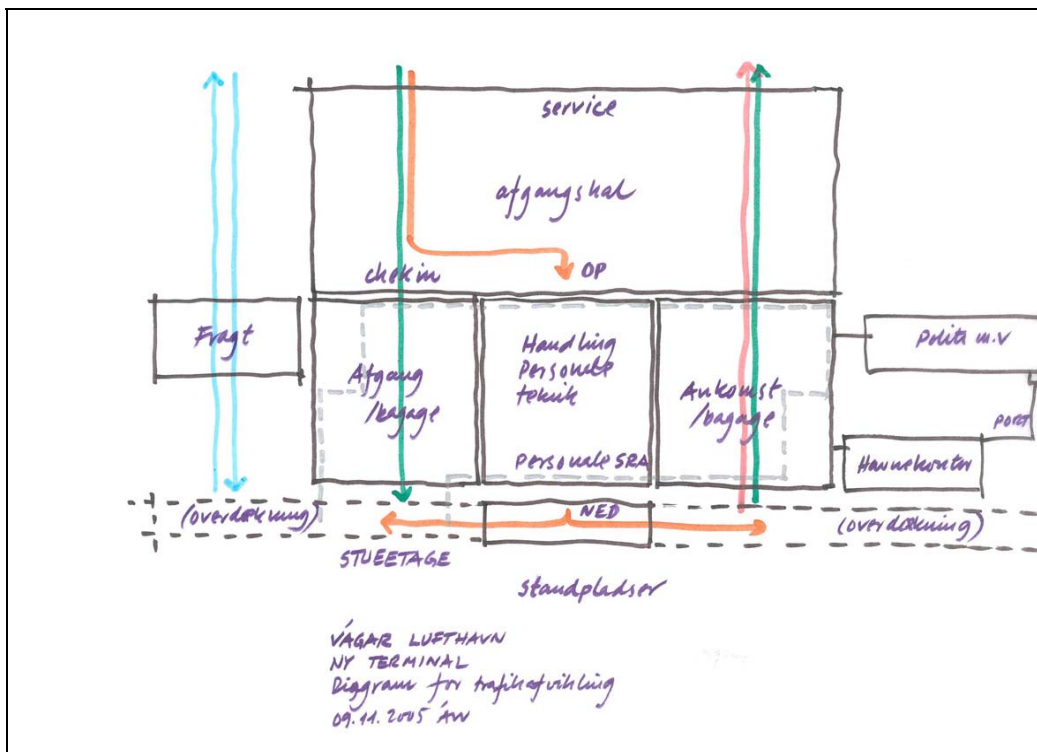 service
afgangshal
chekin
OP
Fragt
Afgang
/bagage
Handling
Personale
teknik
Personale SRA
Ankomst
/bagage
Politi m.v
PORT
Havnekontor
(overdækning)
NED
(overdækning)
STUEETAGE
Standpladser
VÁGAR LUFTHAVN
NY TERMINAL
Diagram for trafikafvikling
09.11.2005 ÁW